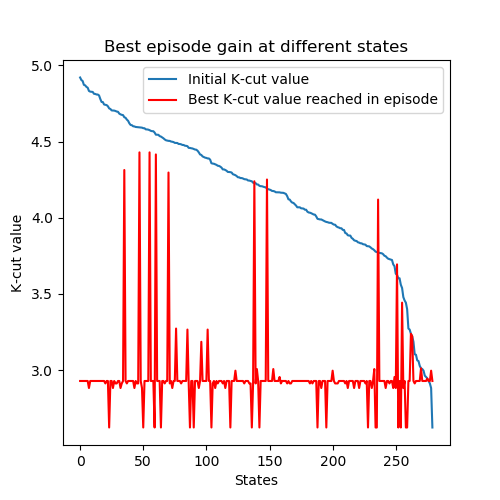 Best episode gain at different states
Initial K-cut value
Best K-cut value reached in episode
K-cut value
5.0
4.5
4.0
3.5
3.0
0 50 100 150 200 250
States